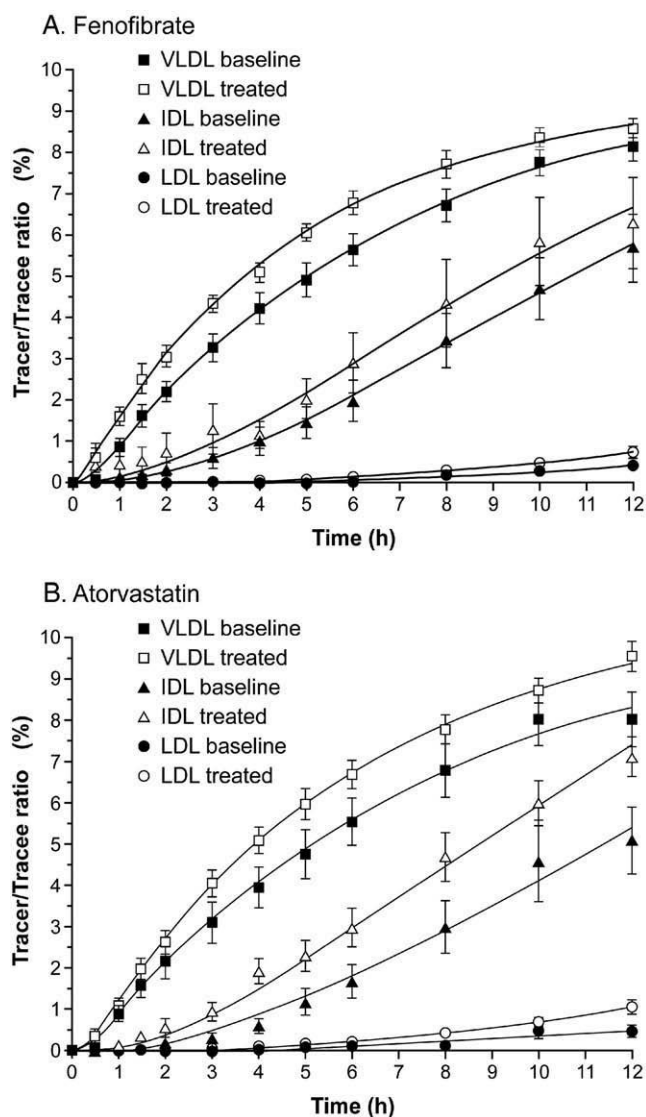 A. Fenofibrate
VLDL baseline
VLDL treated
IDL baseline
IDL treated
LDL baseline
LDL treated
10
9
8
7
6
5
4
3
2
1
0
Tracer/Tracee ratio (%)
0 1 2 3 4 5 6 7 8 9 10 11 12
Time (h)
B. Atorvastatin
VLDL baseline
VLDL treated
IDL baseline
IDL treated
LDL baseline
LDL treated
10
9
8
7
6
5
4
3
2
1
0
Tracer/Tracee ratio (%)
0 1 2 3 4 5 6 7 8 9 10 11 12
Time (h)